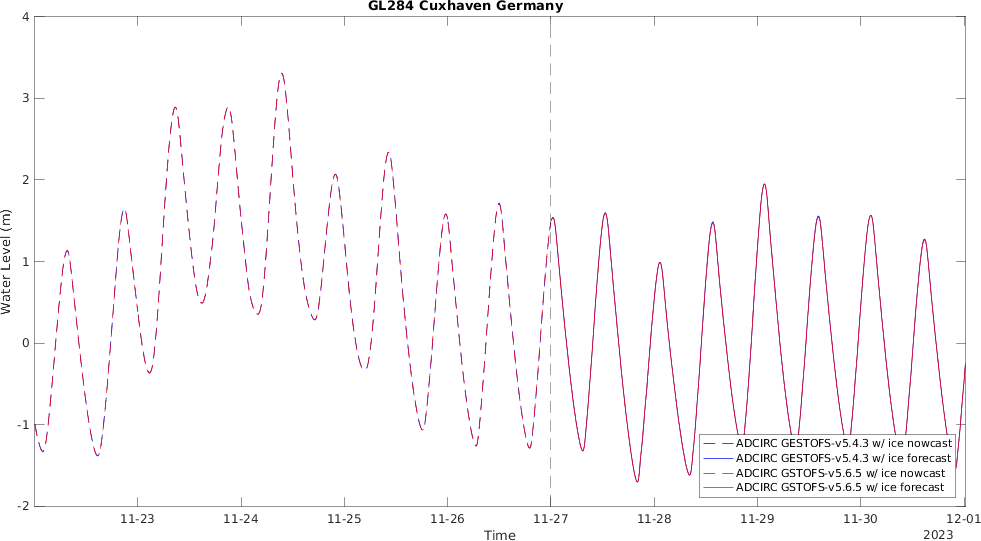 GL284 Cuxhaven Germany
4
3
2
1
0
-1
-2
Water Level (m)
ADCIRC GESTOFS-v5.4.3 w/ ice nowcast
ADCIRC GESTOFS-v5.4.3 w/ ice forecast
ADCIRC GSTOFS-v5.6.5 w/ ice nowcast
ADCIRC GSTOFS-v5.6.5 w/ ice forecast
11-23 11-24 11-25 11-26 11-27 11-28 11-29 11-30 12-01
Time
2023